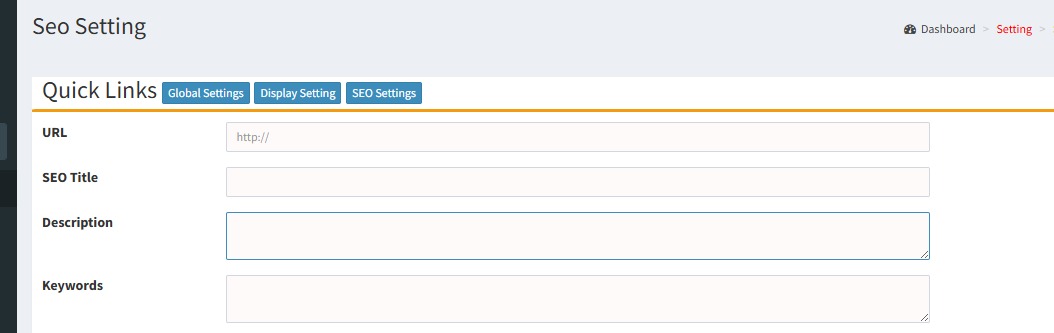 Seo Setting
Dashboard > Setting >
Quick Links Global Settings Display Setting SEO Settings
URL http://
SEO Title
Description
Keywords